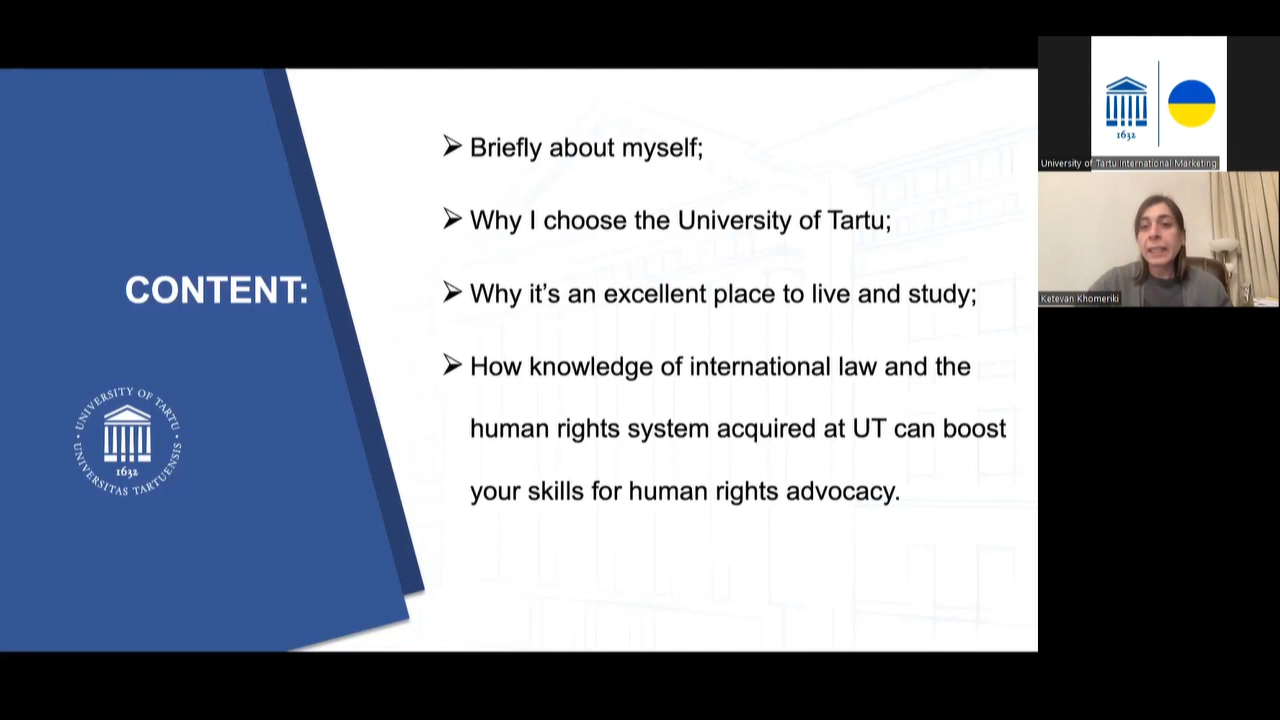 CONTENT:
UNIVERSITY OF TARTU
1632
UNIVERSITAS TARTUENSIS
➢ Briefly about myself;
➢ Why I choose the University of Tartu;
➢ Why it’s an excellent place to live and study;
➢ How knowledge of international law and the
human rights system acquired at UT can boost
your skills for human rights advocacy.
1632
University of Tartu International Marketing
Ketevan Khomeriki